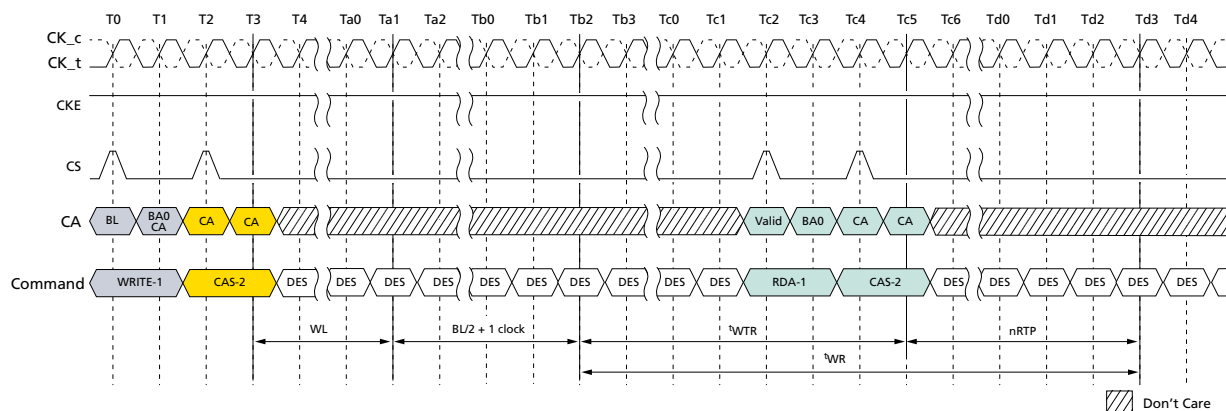 T0 T1 T2 T3 T4 Ta0 Ta1 Ta2 Tb0 Tb1 Tb2 Tb3 Tc0 Tc1 Tc2 Tc3 Tc4 Tc5 Tc6 Td0 Td1 Td2 Td3 Td4
CK_c
CK_t
CKE
CS
CA BL BA0 CA CA CA Valid BA0 CA CA
Command WRITE-1 CAS-2 DES DES DES DES DES DES DES DES DES DES RDA-1 CAS-2 DES DES DES DES DES DES
WL BL/2 + 1 clock tWTR nRTP
tWR
Don't Care